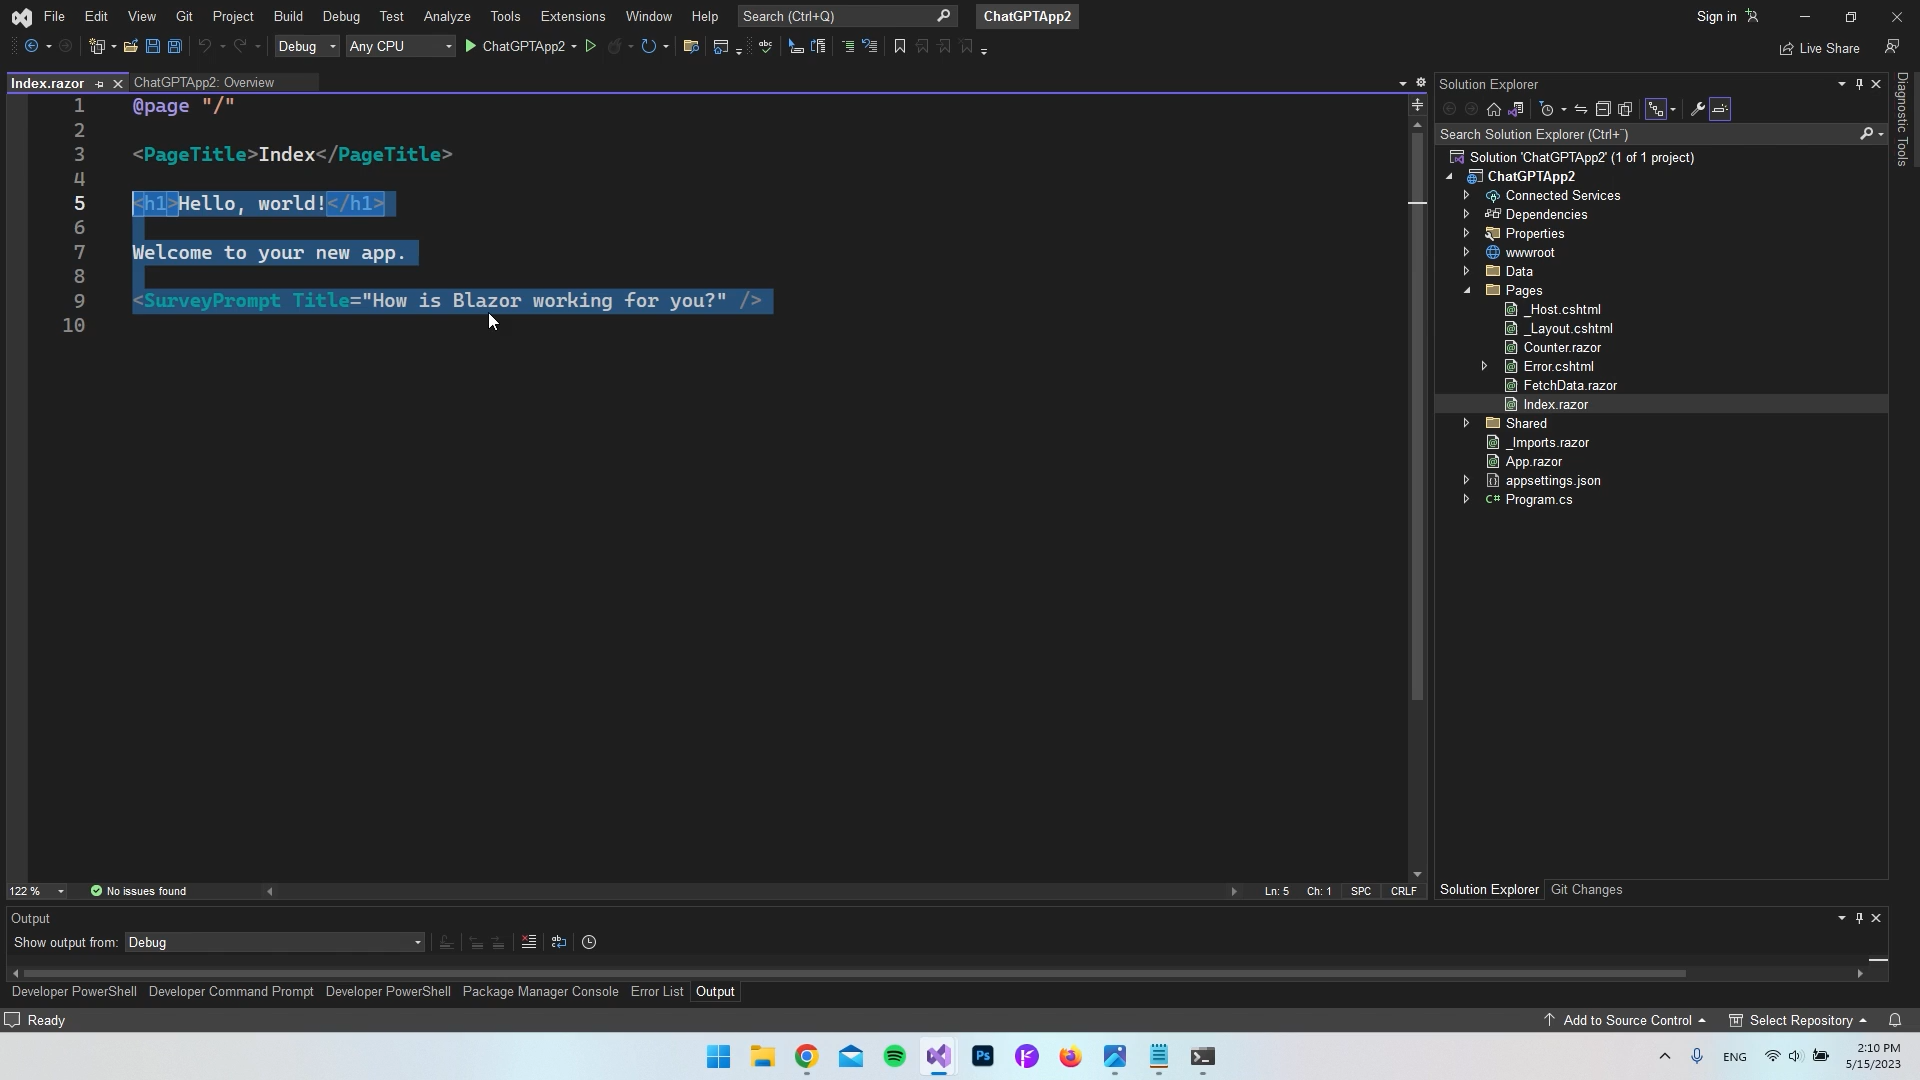 File Edit View Git Project Build Debug Test Analyze Tools Extensions Window Help Search (Ctrl+Q) ChatGPTApp2 Sign in
Debug Any CPU ChatGPTApp2 Live Share
Index.razor ChatGPTApp2: Overview
1 @page "/"
2
3 <PageTitle>Index</PageTitle>
4
5 <h1>Hello, world!</h1>
6
7 Welcome to your new app.
8
9 <SurveyPrompt Title="How is Blazor working for you?" />
10
122 % No issues found Ln: 5 Ch: 1 SPC CRLF
Solution Explorer
Search Solution Explorer (Ctrl+¨)
Solution 'ChatGPTApp2' (1 of 1 project)
ChatGPTApp2
Connected Services
Dependencies
Properties
wwwroot
Data
Pages
_Host.cshtml
_Layout.cshtml
Counter.razor
Error.cshtml
FetchData.razor
Index.razor
Shared
_Imports.razor
App.razor
appsettings.json
C# Program.cs
Solution Explorer Git Changes
Diagnostic Tools
Output
Show output from: Debug
Developer PowerShell Developer Command Prompt Developer PowerShell Package Manager Console Error List Output
Ready Add to Source Control Select Repository
Ps ENG 2:10 PM
5/15/2023